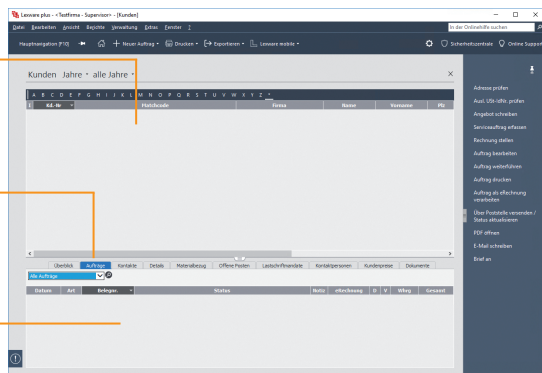 Lexware plus - <Testfirma - Supervisor> - [Kunden]
Datei Bearbeiten Ansicht Berichte Verwaltung Extras Fenster ?
In der Onlinehilfe suchen
Hauptnavigation (F10) + Neuer Auftrag Drucken Exportieren Lexware mobile Sicherheitszentrale Online Support
Kunden Jahre alle Jahre
A B C D E F G H I J K L M N O P Q R S T U V W X Y Z *
I Kd.-Nr Matchcode Firma Name Vorname Plz
Überblick Aufträge Kontakte Details Materialbezug Offene Posten Lastschriftmandate Kontaktpersonen Kundenpreise Dokumente
Alle Aufträge
Datum Art Belegnr. Status Notiz eRechnung D V Whrg Gesamt
Adresse prüfen
Ausl. USt-IdNr. prüfen
Angebot schreiben
Serviceauftrag erfassen
Rechnung stellen
Auftrag bearbeiten
Auftrag weiterführen
Auftrag drucken
Auftrag als eRechnung
verarbeiten
Über Poststelle versenden /
Status aktualisieren
PDF öffnen
E-Mail schreiben
Brief an